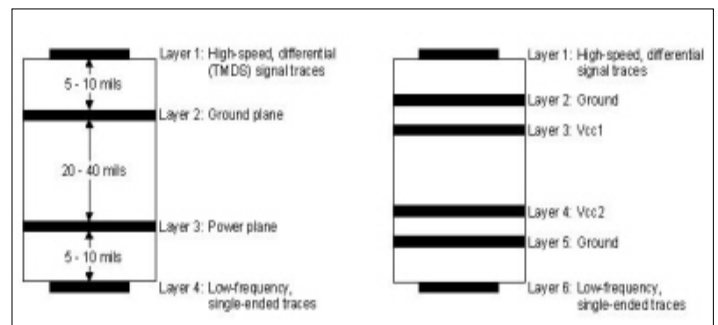 Layer 1: High-speed, differential
(TMDS) signal traces
5 - 10 mils
Layer 2: Ground plane
20 - 40 mils
Layer 3: Power plane
5 - 10 mils
Layer 4: Low-frequency,
single-ended traces
Layer 1: High-speed, differential
signal traces
Layer 2: Ground
Layer 3: Vcc1
Layer 4: Vcc2
Layer 5: Ground
Layer 6: Low-frequency,
single-ended traces